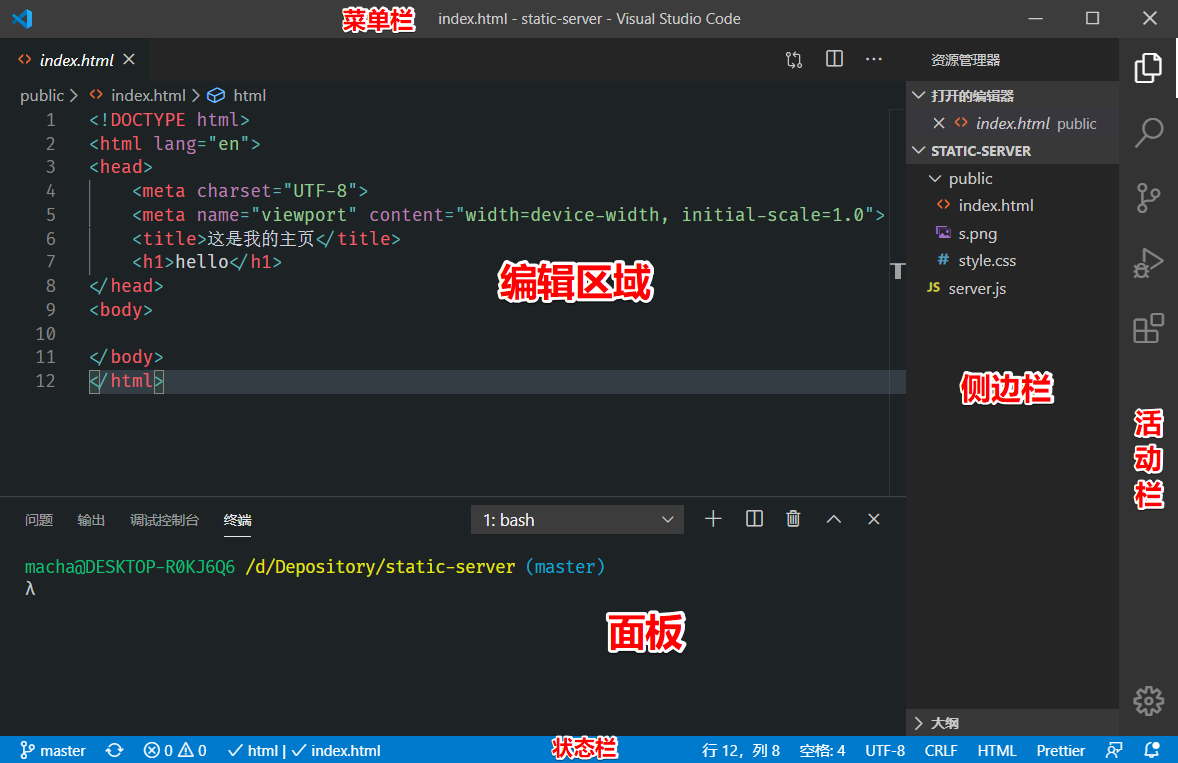 菜单栏
index.html - static-server - Visual Studio Code
index.html
public > index.html > html
1 <!DOCTYPE html>
2 <html lang="en">
3 <head>
4 <meta charset="UTF-8">
5 <meta name="viewport" content="width=device-width, initial-scale=1.0">
6 <title>这是我的主页</title>
7 <h1>hello</h1>
8 </head>
9 <body>
10
11 </body>
12 </html>
编辑区域
资源管理器
打开的编辑器
index.html public
STATIC-SERVER
public
index.html
s.png
# style.css
JS server.js
侧边栏
大纲
活动栏
问题 输出 调试控制台 终端
1: bash
macha@DESKTOP-R0KJ6Q6 /d/Depository/static-server (master)
λ
面板
master 0 0 html | index.html
状态栏
行 12，列 8 空格: 4 UTF-8 CRLF HTML Prettier